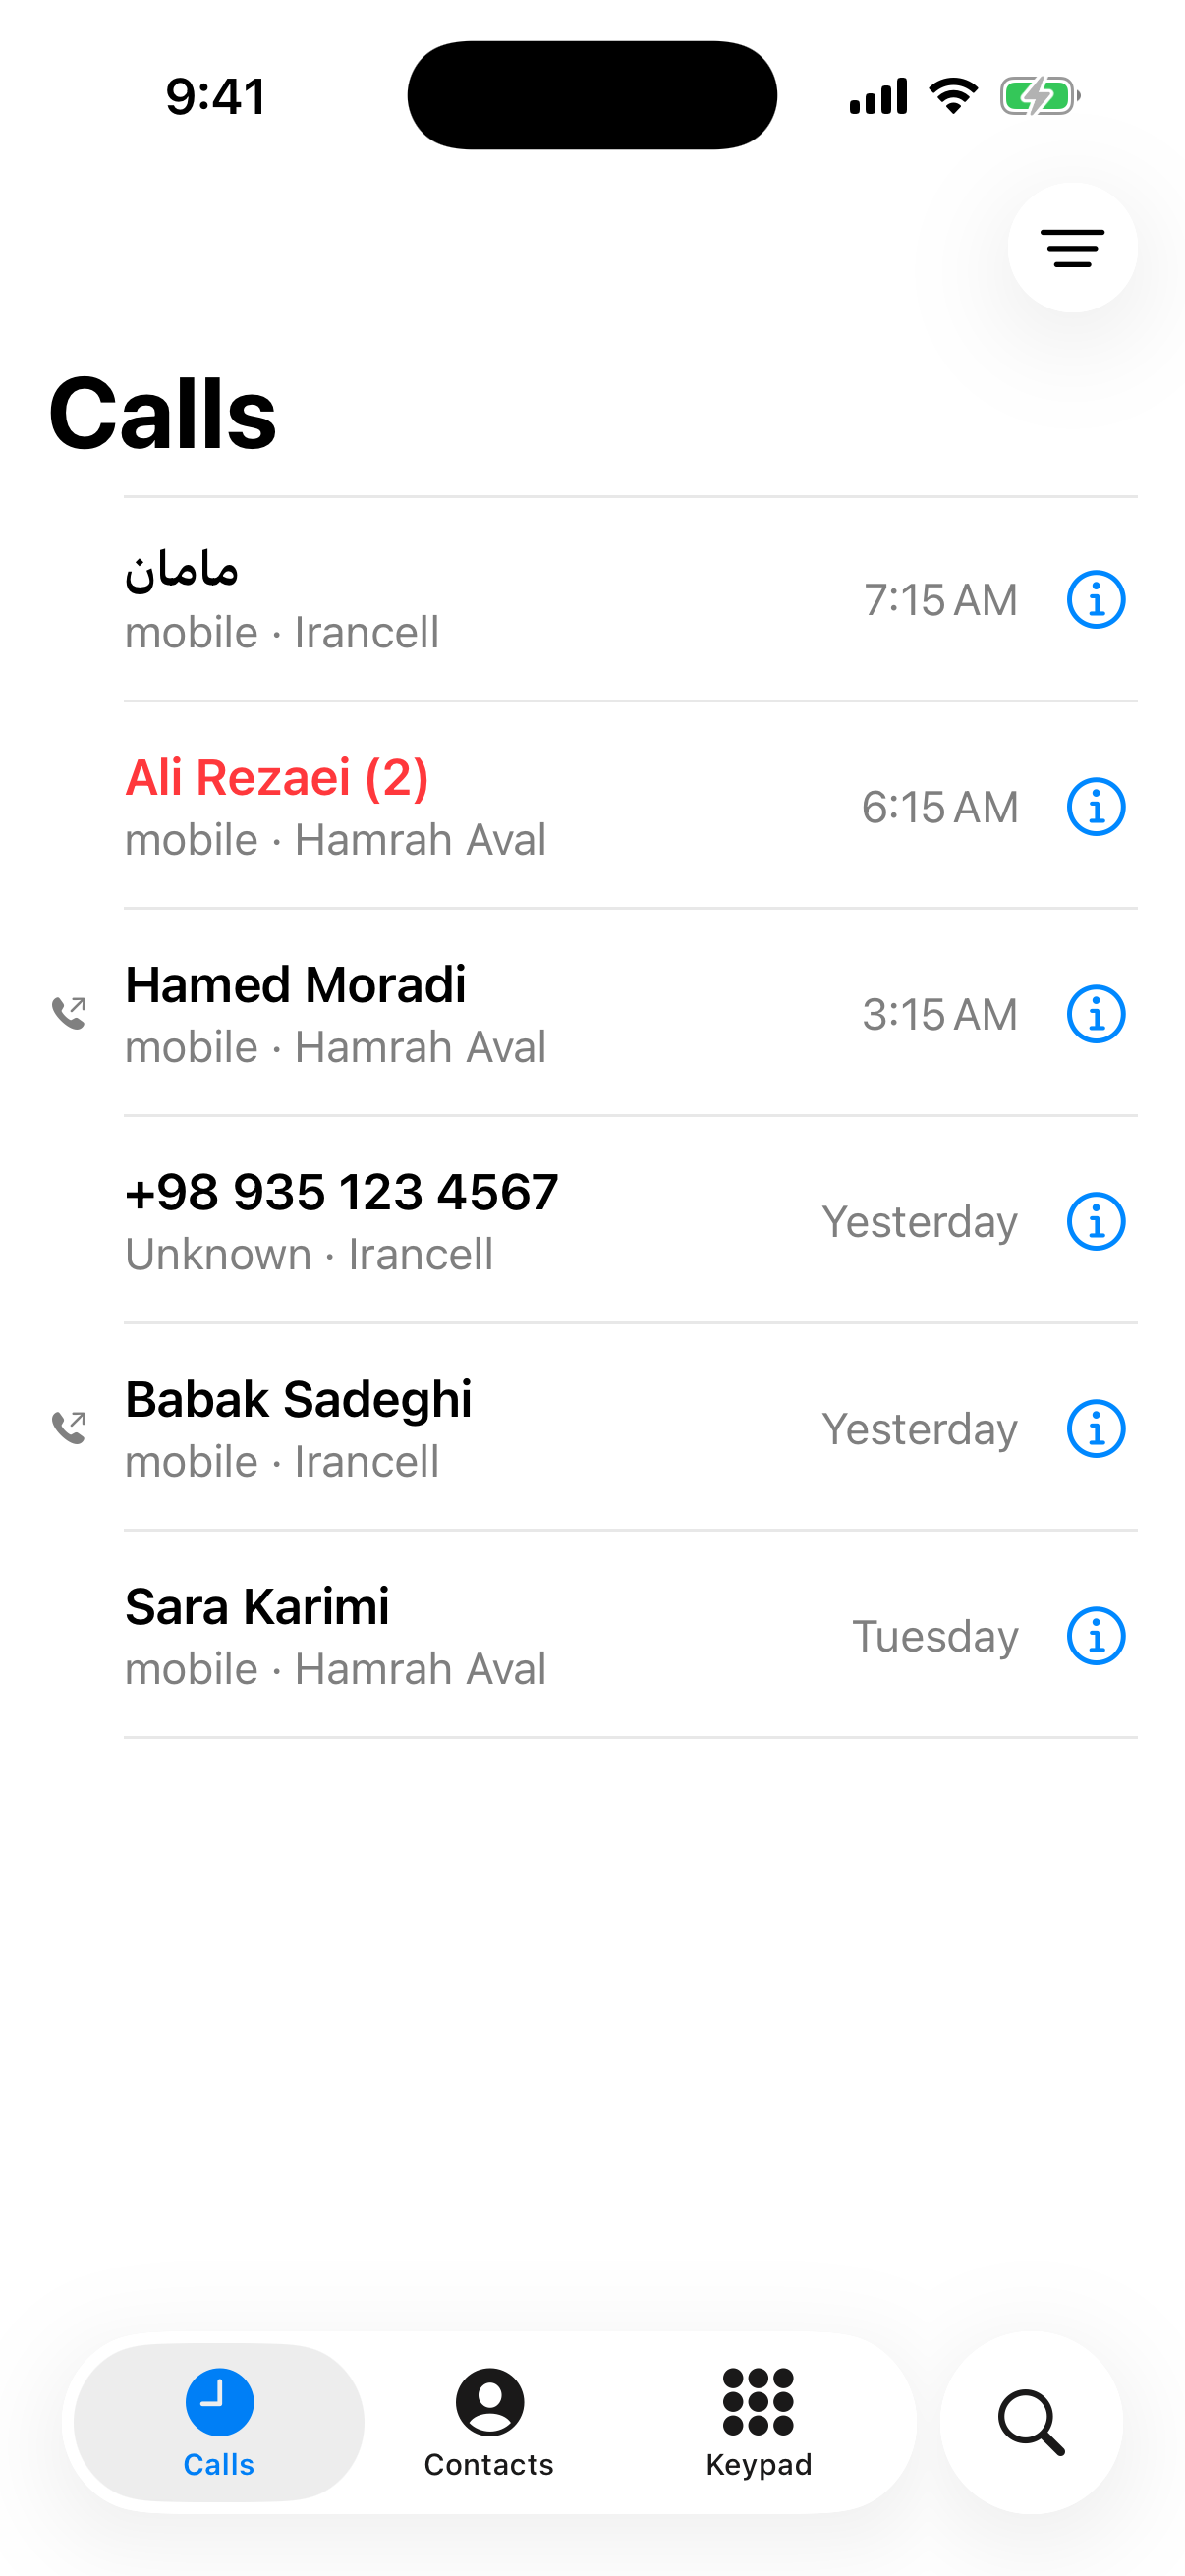 9:41
Calls
مامان
mobile · Irancell
7:15 AM
Ali Rezaei (2)
mobile · Hamrah Aval
6:15 AM
Hamed Moradi
mobile · Hamrah Aval
3:15 AM
+98 935 123 4567
Unknown · Irancell
Yesterday
Babak Sadeghi
mobile · Irancell
Yesterday
Sara Karimi
mobile · Hamrah Aval
Tuesday
Calls
Contacts
Keypad